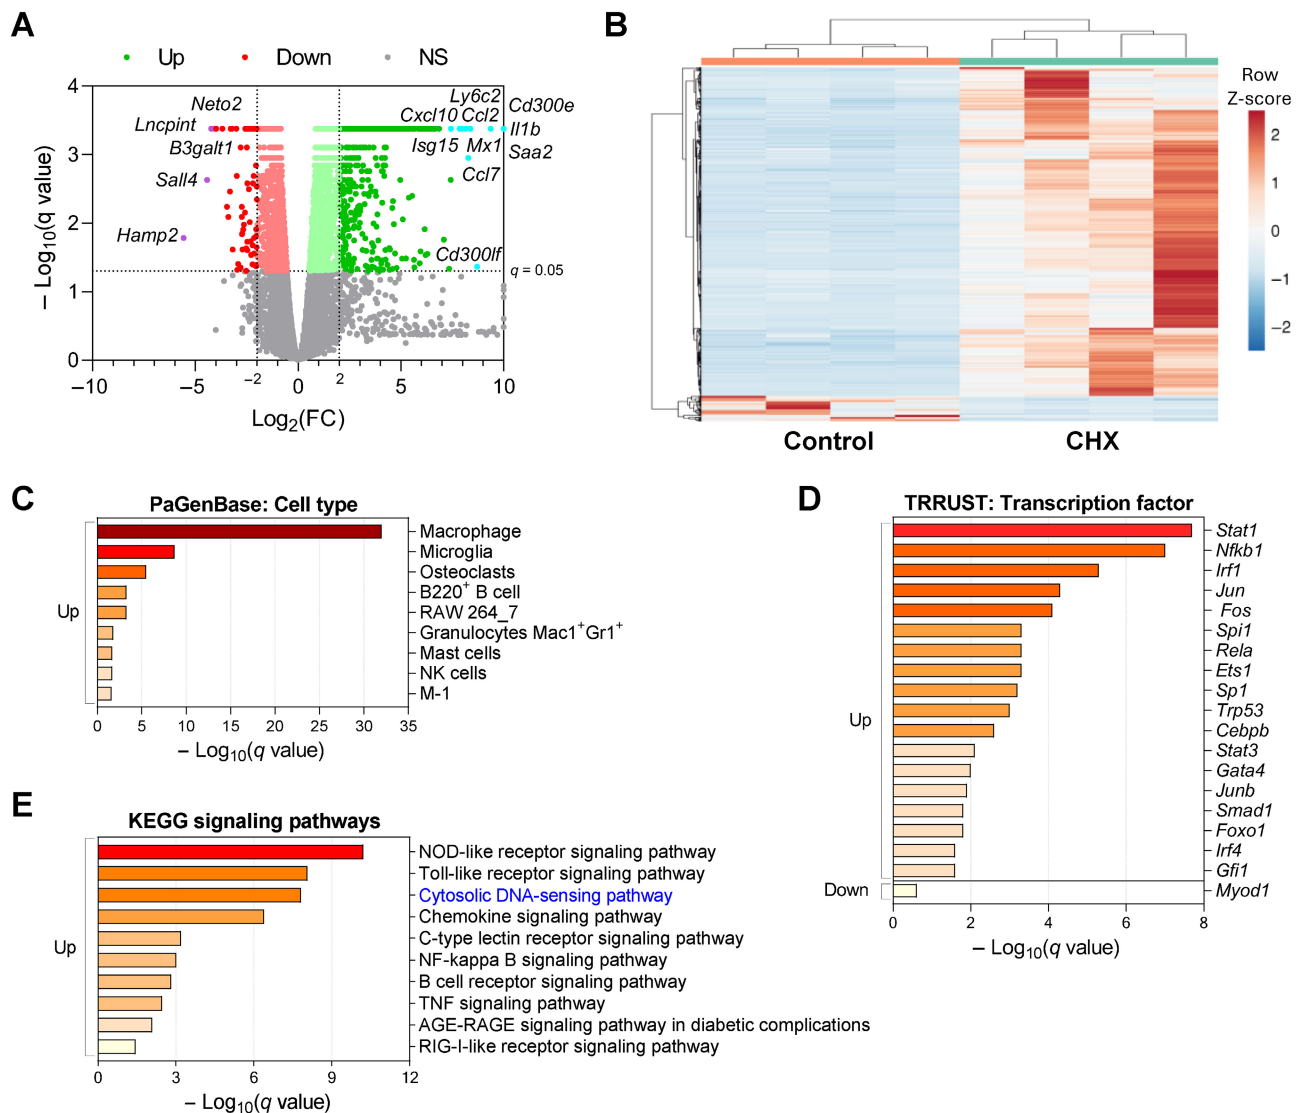 A
Up Down NS
– Log10(q value)
4
3
2
1
0
Neto2
Lncpint
B3galt1
Sall4
Hamp2
Ly6c2
Cd300e
Cxcl10 Ccl2
Il1b
Isg15 Mx1
Saa2
Ccl7
Cd300lf
q = 0.05
–10 –5 –2 0 2 5 10
Log2(FC)
B
Row
Z-score
2
1
0
–1
–2
Control CHX
C
PaGenBase: Cell type
Up
Macrophage
Microglia
Osteoclasts
B220+ B cell
RAW 264_7
Granulocytes Mac1+Gr1+
Mast cells
NK cells
M-1
0 5 10 15 20 25 30 35
– Log10(q value)
D
TRRUST: Transcription factor
Stat1
Nfkb1
Irf1
Jun
Fos
Spi1
Rela
Ets1
Sp1
Trp53
Cebpb
Stat3
Gata4
Junb
Smad1
Foxo1
Irf4
Gfi1
Up
Down
Myod1
0 2 4 6 8
– Log10(q value)
E
KEGG signaling pathways
Up
NOD-like receptor signaling pathway
Toll-like receptor signaling pathway
Cytosolic DNA-sensing pathway
Chemokine signaling pathway
C-type lectin receptor signaling pathway
NF-kappa B signaling pathway
B cell receptor signaling pathway
TNF signaling pathway
AGE-RAGE signaling pathway in diabetic complications
RIG-I-like receptor signaling pathway
0 3 6 9 12
– Log10(q value)